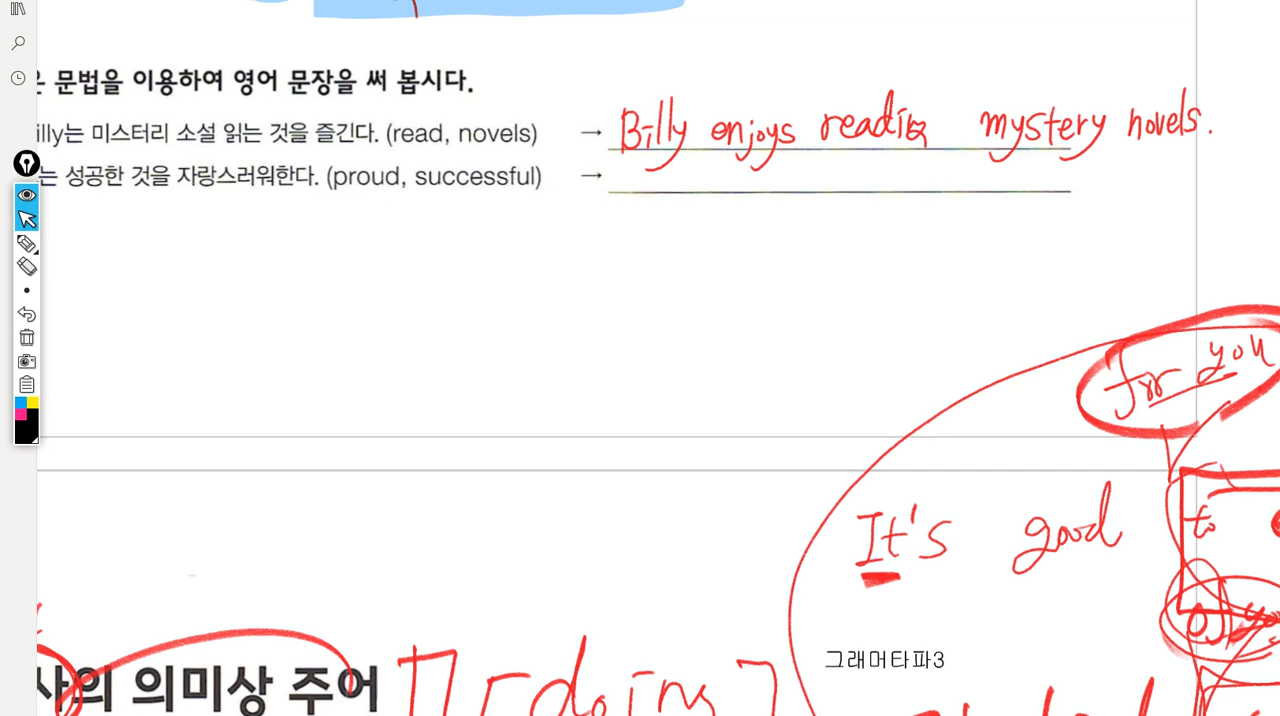 문법을 이용하여 영어 문장을 써 봅시다.
illy는 미스터리 소설 읽는 것을 즐긴다. (read, novels) → Billy enjoys reading mystery novels.
는 성공한 것을 자랑스러워한다. (proud, successful) →
for you
It's good to
of you
그래머타파3
사의 의미상 주어 doing